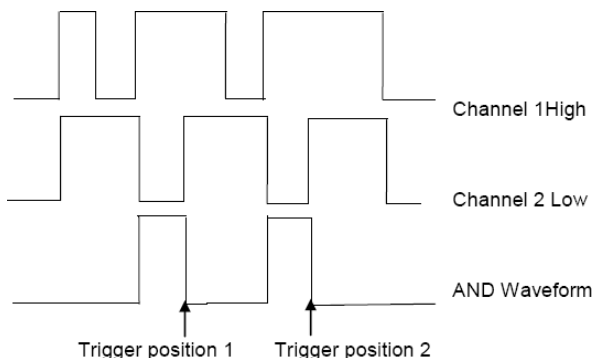 Channel 1High
Channel 2 Low
AND Waveform
Trigger position 1
Trigger position 2